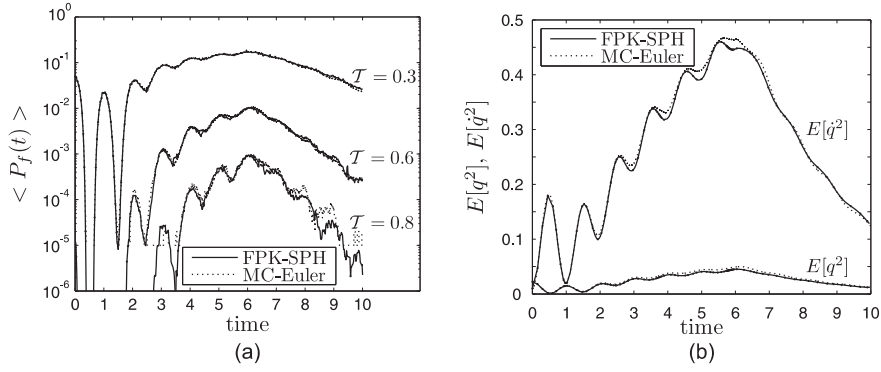 10^0
10^-1
10^-2
10^-3
10^-4
10^-5
10^-6
< P_f(t) >
𝒯 = 0.3
𝒯 = 0.6
𝒯 = 0.8
FPK-SPH
MC-Euler
0 1 2 3 4 5 6 7 8 9 10
time
(a)
0.5
0.4
0.3
0.2
0.1
0
E[q^2], E[q̇^2]
FPK-SPH
MC-Euler
E[q̇^2]
E[q^2]
0 1 2 3 4 5 6 7 8 9 10
time
(b)